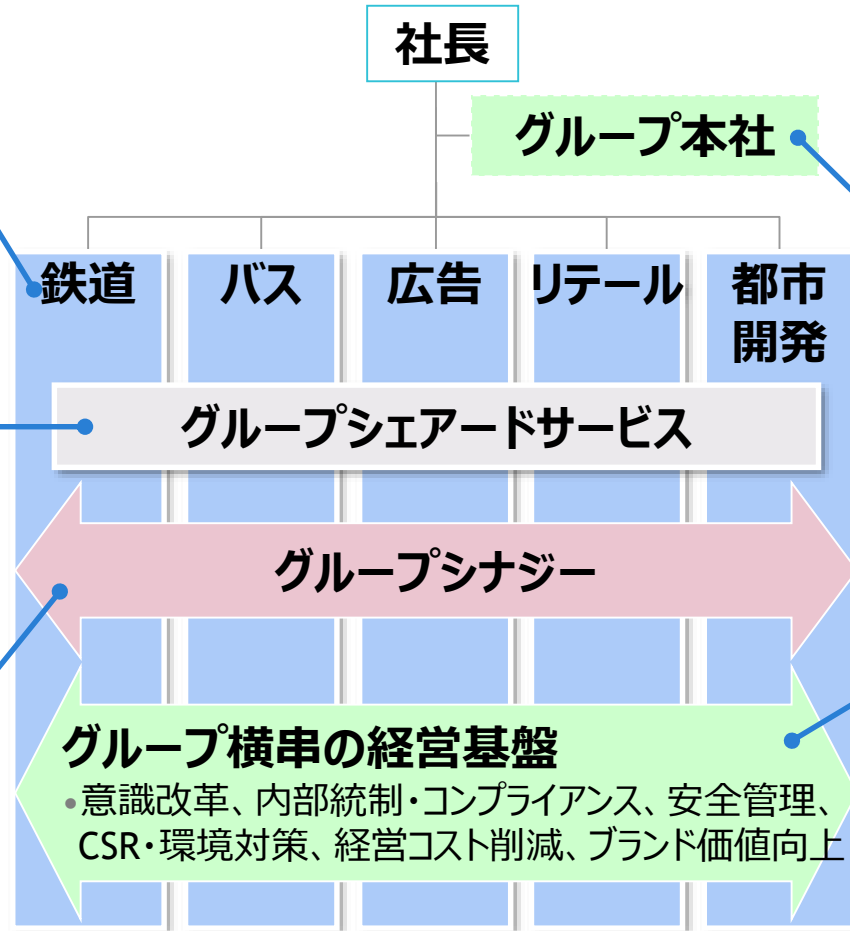 社長
グループ本社
鉄道
バス
広告
リテール
都市
開発
グループシェアードサービス
グループシナジー
グループ横串の経営基盤
•意識改革、内部統制・コンプライアンス、安全管理、
CSR・環境対策、経営コスト削減、ブランド価値向上